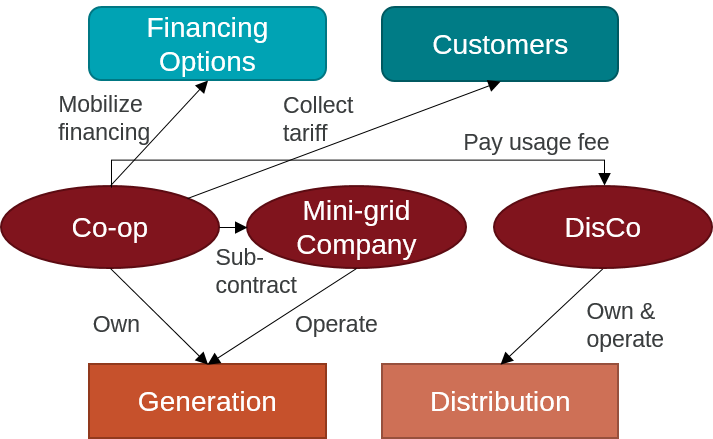 Financing
Options
Customers
Mobilize
financing
Collect
tariff
Pay usage fee
Co-op
Mini-grid
Company
DisCo
Sub-
contract
Own
Operate
Own &
operate
Generation
Distribution